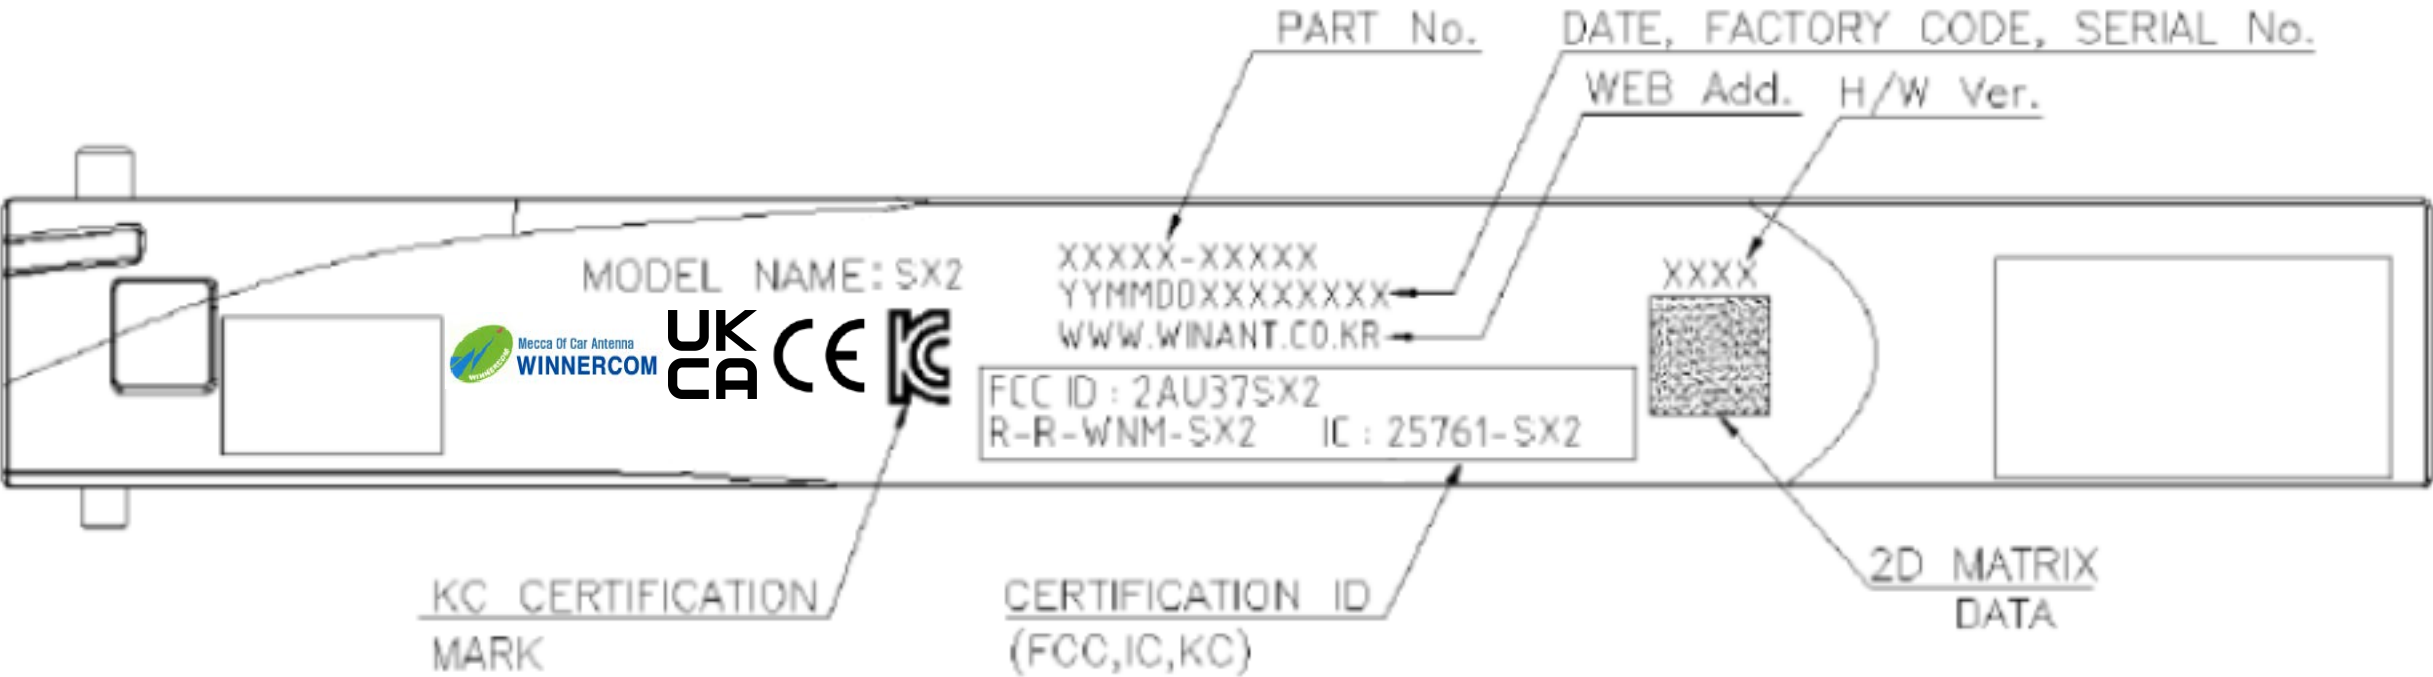 PART No.
DATE, FACTORY CODE, SERIAL No.
WEB Add.
H/W Ver.
MODEL NAME: SX2
XXXXX-XXXXX
YYMMDDXXXXXXXX
WWW.WINANT.CO.KR
XXXX
Mecca Of Car Antenna
WINNERCOM
WINNERCOM
UK
CA
CE
KC
FCC ID : 2AU37SX2
R-R-WNM-SX2 IC : 25761-SX2
KC CERTIFICATION
MARK
CERTIFICATION ID
(FCC,IC,KC)
2D MATRIX
DATA